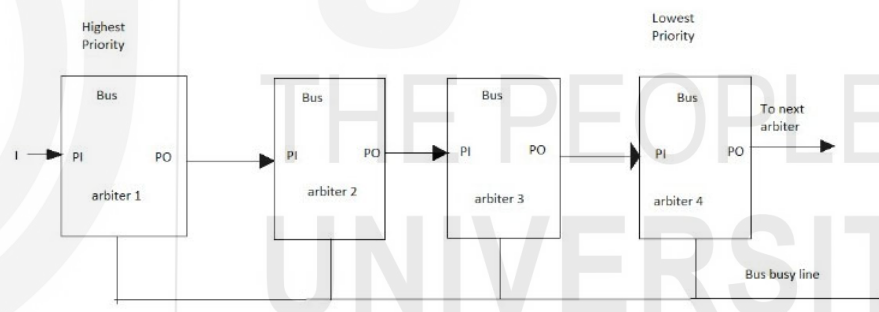 Highest
Priority
Lowest
Priority
Bus
PI
PO
arbiter 1
Bus
PI
PO
arbiter 2
Bus
PI
PO
arbiter 3
Bus
PI
PO
arbiter 4
I
To next
arbiter
Bus busy line
THE PEOPLE
UNIVERSIT